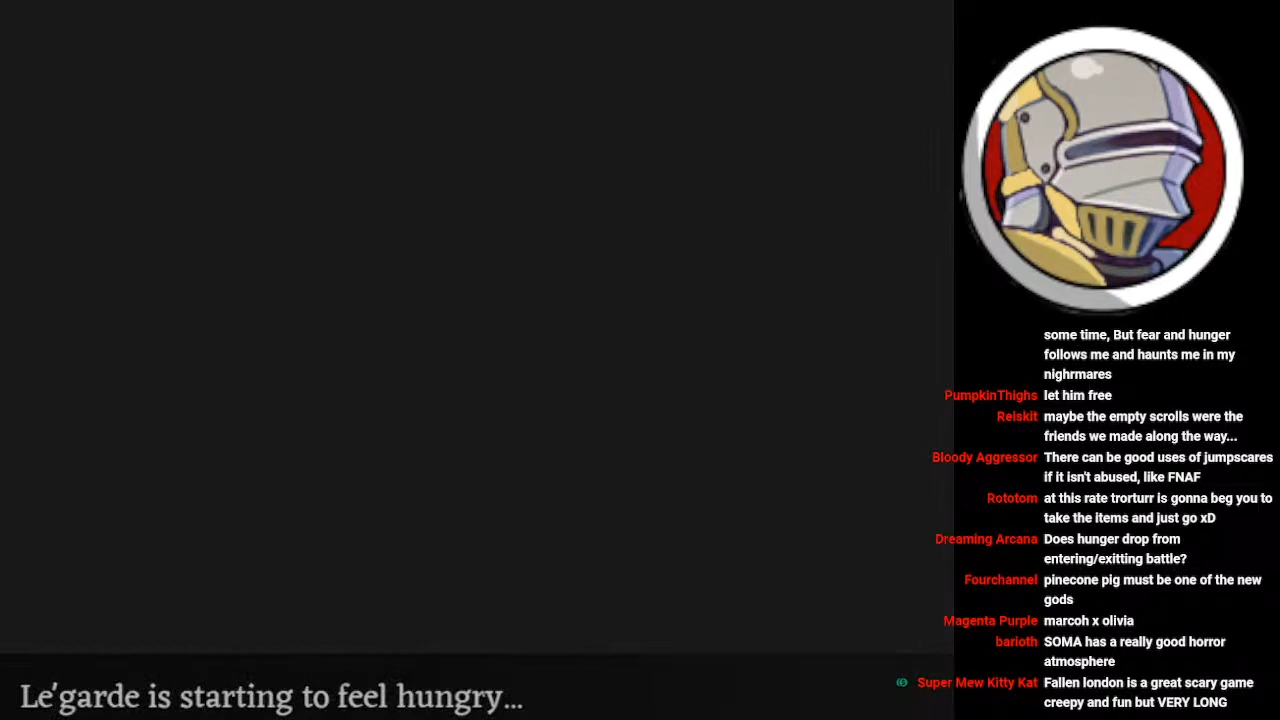 some time, But fear and hunger
follows me and haunts me in my
nighrmares
PumpkinThighs let him free
Relskit maybe the empty scrolls were the
friends we made along the way...
Bloody Aggressor There can be good uses of jumpscares
if it isn't abused, like FNAF
Rototom at this rate trorturr is gonna beg you to
take the items and just go xD
Dreaming Arcana Does hunger drop from
entering/exitting battle?
Fourchannel pinecone pig must be one of the new
gods
Magenta Purple marcoh x olivia
barioth SOMA has a really good horror
atmosphere
Super Mew Kitty Kat Fallen london is a great scary game
creepy and fun but VERY LONG
Le'garde is starting to feel hungry...